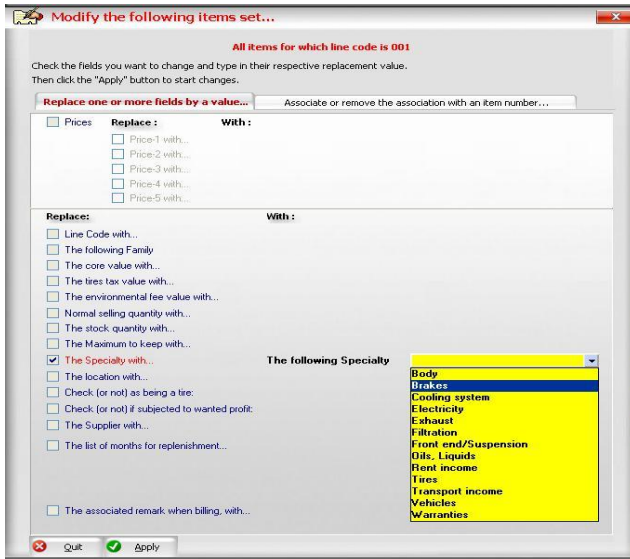 Modify the following items set...
All items for which line code is 001
Check the fields you want to change and type in their respective replacement value.
Then click the "Apply" button to start changes.
Replace one or more fields by a value... Associate or remove the association with an item number...
Prices Replace : With :
Price-1 with...
Price-2 with...
Price-3 with...
Price-4 with...
Price-5 with...
Replace: With :
Line Code with...
The following Family
The core value with...
The tires tax value with...
The environmental fee value with...
Normal selling quantity with...
The stock quantity with...
The Maximum to keep with...
The Specialty with... The following Specialty
The location with...
Check (or not) as being a tire:
Check (or not) if subjected to wanted profit:
The Supplier with...
The list of months for replenishment...
The associated remark when billing, with...
Body
Brakes
Cooling system
Electricity
Exhaust
Filtration
Front end/Suspension
Oils, Liquids
Rent income
Tires
Transport income
Vehicles
Warranties
Quit Apply